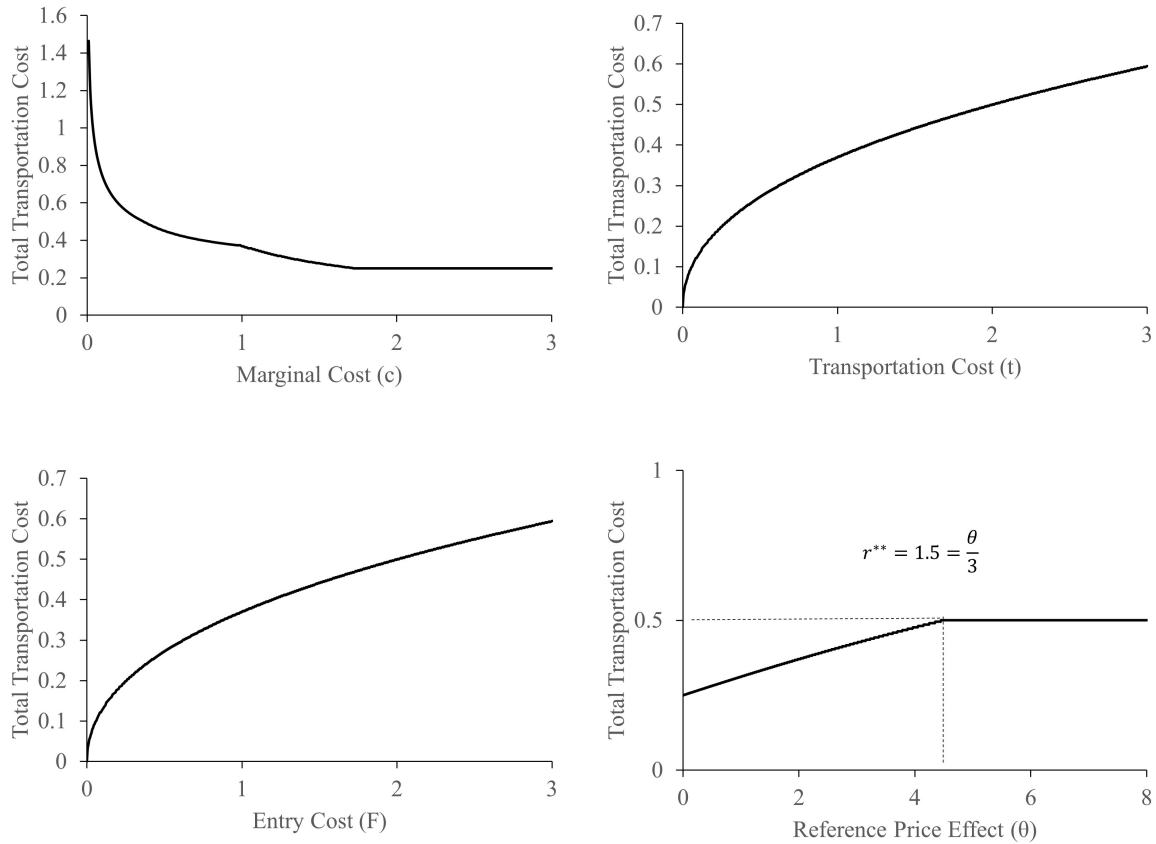 Total Transportation Cost
1.6
1.4
1.2
1
0.8
0.6
0.4
0.2
0
0 1 2 3
Marginal Cost (c)
Total Trnasportation Cost
0.7
0.6
0.5
0.4
0.3
0.2
0.1
0
0 1 2 3
Transportation Cost (t)
Total Transportation Cost
0.7
0.6
0.5
0.4
0.3
0.2
0.1
0
0 1 2 3
Entry Cost (F)
Total Transportation Cost
1
0.5
0
r** = 1.5 = θ/3
0 2 4 6 8
Reference Price Effect (θ)